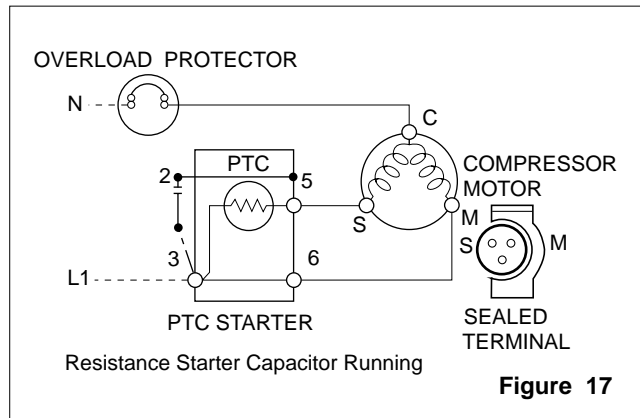 OVERLOAD PROTECTOR
N
C
PTC
2
5
COMPRESSOR
MOTOR
S
M
S
M
3
6
L1
PTC STARTER
SEALED
TERMINAL
Resistance Starter Capacitor Running
Figure 17